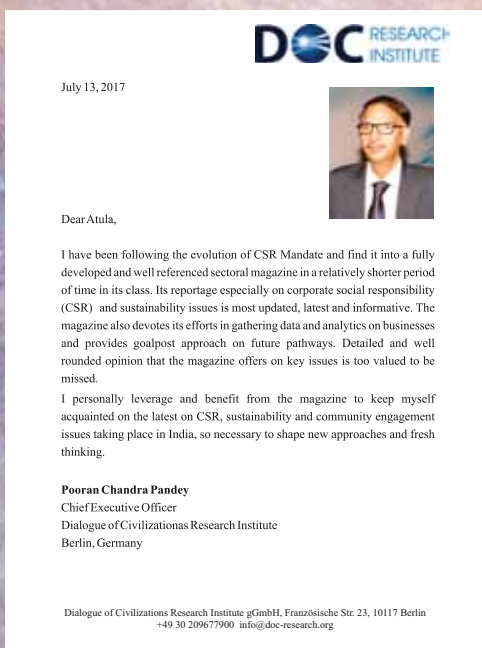 DOC RESEARCH
INSTITUTE
July 13, 2017
Dear Atula,
I have been following the evolution of CSR Mandate and find it into a fully
developed and well referenced sectoral magazine in a relatively shorter period
of time in its class. Its reportage especially on corporate social responsibility
(CSR) and sustainability issues is most updated, latest and informative. The
magazine also devotes its efforts in gathering data and analytics on businesses
and provides goalpost approach on future pathways. Detailed and well
rounded opinion that the magazine offers on key issues is too valued to be
missed.
I personally leverage and benefit from the magazine to keep myself
acquainted on the latest on CSR, sustainability and community engagement
issues taking place in India, so necessary to shape new approaches and fresh
thinking.
Pooran Chandra Pandey
Chief Executive Officer
Dialogue of Civilizationas Research Institute
Berlin, Germany
Dialogue of Civilizations Research Institute gGmbH, Französische Str. 23, 10117 Berlin
+49 30 209677900 info@doc-research.org